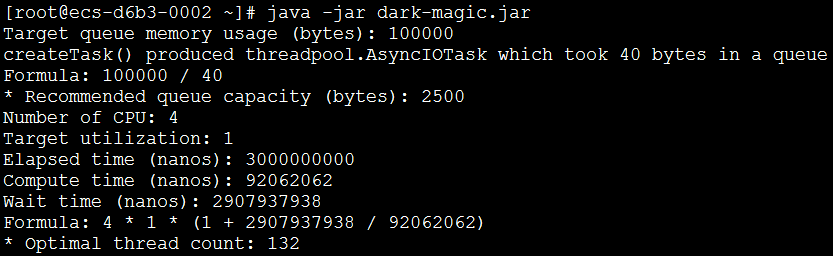 [root@ecs-d6b3-0002 ~]# java -jar dark-magic.jar
Target queue memory usage (bytes): 100000
createTask() produced threadpool.AsyncIOTask which took 40 bytes in a queue
Formula: 100000 / 40
* Recommended queue capacity (bytes): 2500
Number of CPU: 4
Target utilization: 1
Elapsed time (nanos): 3000000000
Compute time (nanos): 92062062
Wait time (nanos): 2907937938
Formula: 4 * 1 * (1 + 2907937938 / 92062062)
* Optimal thread count: 132